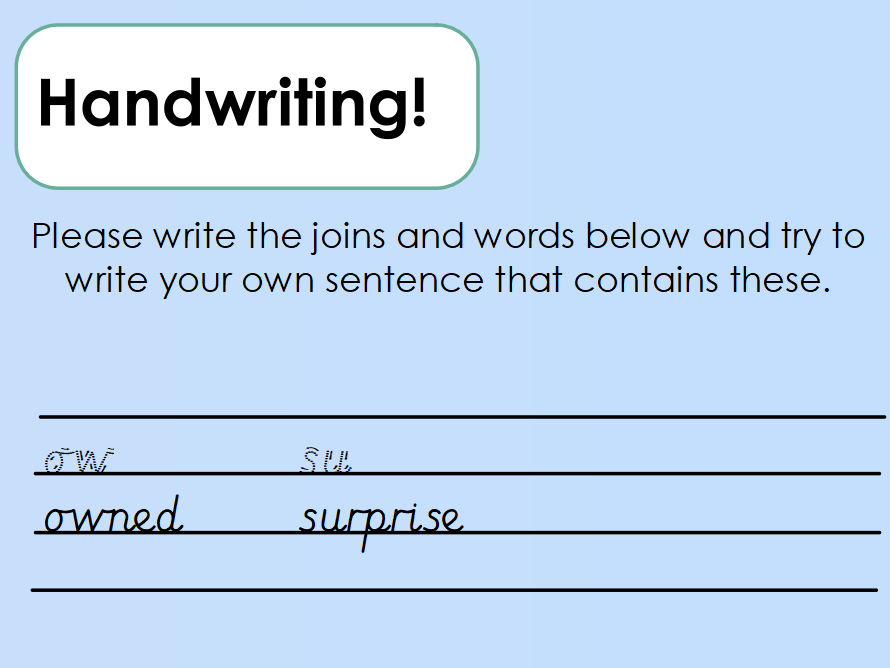 Handwriting!
Please write the joins and words below and try to
write your own sentence that contains these.
ow su
owned surprise